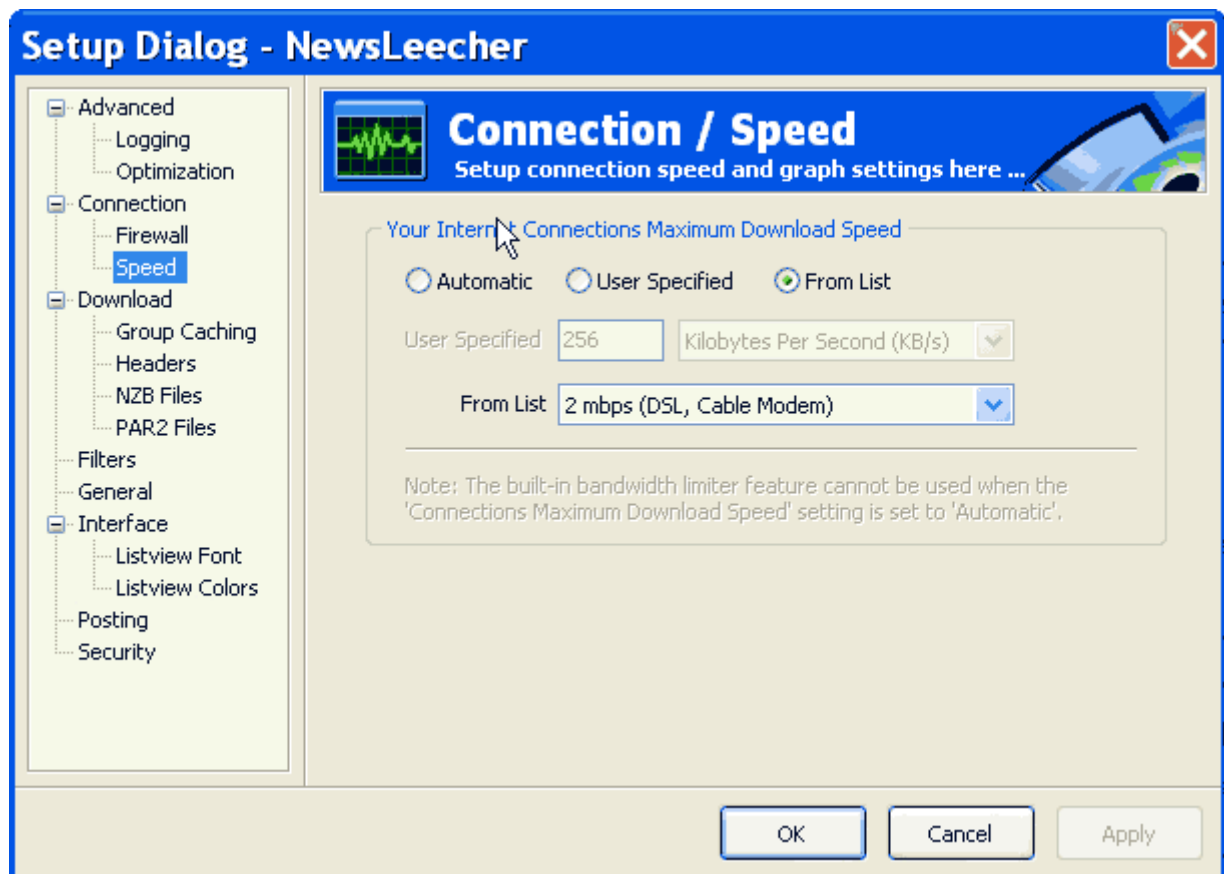 Setup Dialog - NewsLeecher
Advanced
Logging
Optimization
Connection
Firewall
Speed
Download
Group Caching
Headers
NZB Files
PAR2 Files
Filters
General
Interface
Listview Font
Listview Colors
Posting
Security
Connection / Speed
Setup connection speed and graph settings here ...
Your Internet Connections Maximum Download Speed
Automatic User Specified From List
User Specified 256 Kilobytes Per Second (KB/s)
From List 2 mbps (DSL, Cable Modem)
Note: The built-in bandwidth limiter feature cannot be used when the
'Connections Maximum Download Speed' setting is set to 'Automatic'.
OK Cancel Apply